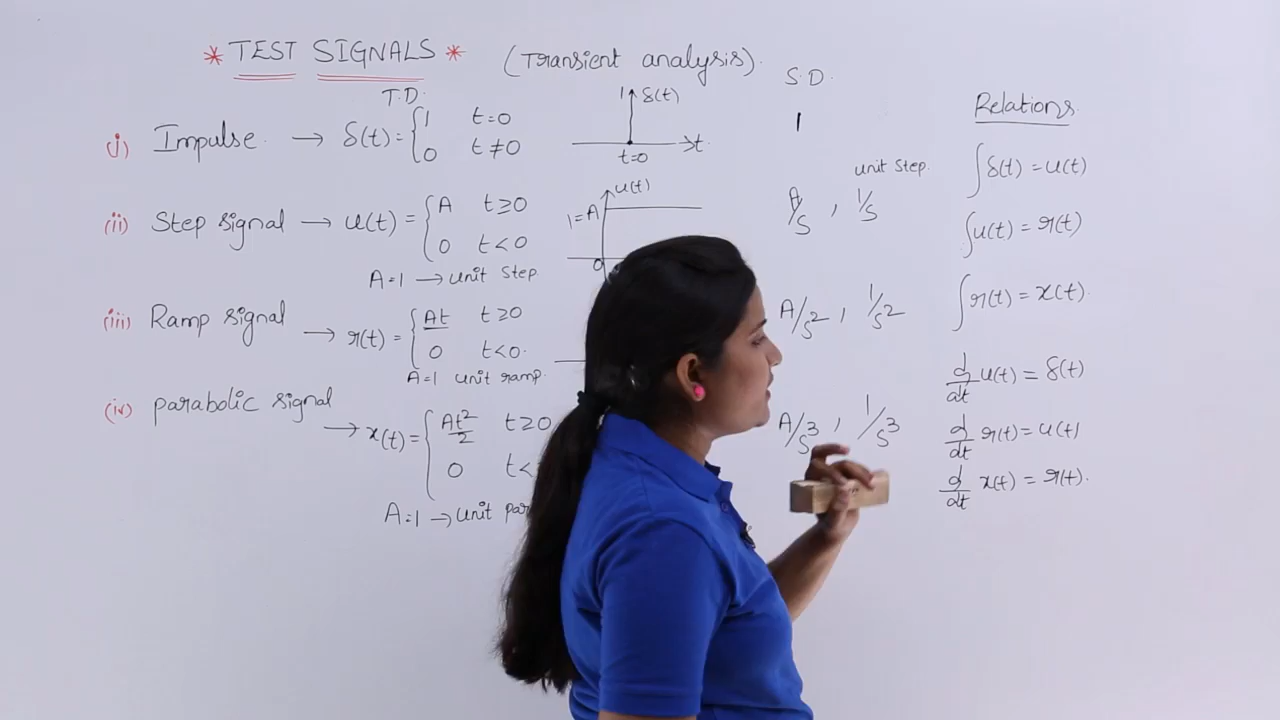 * TEST SIGNALS * (Transient analysis).
T.D. S.D.
(i) Impulse. → δ(t) = { 1 t=0
0 t≠0
1 δ(t)
→t
t=0
1
(ii) Step signal → u(t) = { A t≥0
0 t<0
A=1 → unit step
u(t)
1=A
0
A/S , 1/S
unit step.
(iii) Ramp signal → r(t) = { At t≥0
0 t<0.
A=1 unit ramp.
A/S² , 1/S²
(iv) parabolic signal → x(t) = { At²/2 t≥0
0 t<
A=1 → unit par
A/S³ , 1/S³
Relations.
∫δ(t) = u(t)
∫u(t) = r(t)
∫r(t) = x(t).
d/dt u(t) = δ(t)
d/dt r(t) = u(t)
d/dt x(t) = r(t).